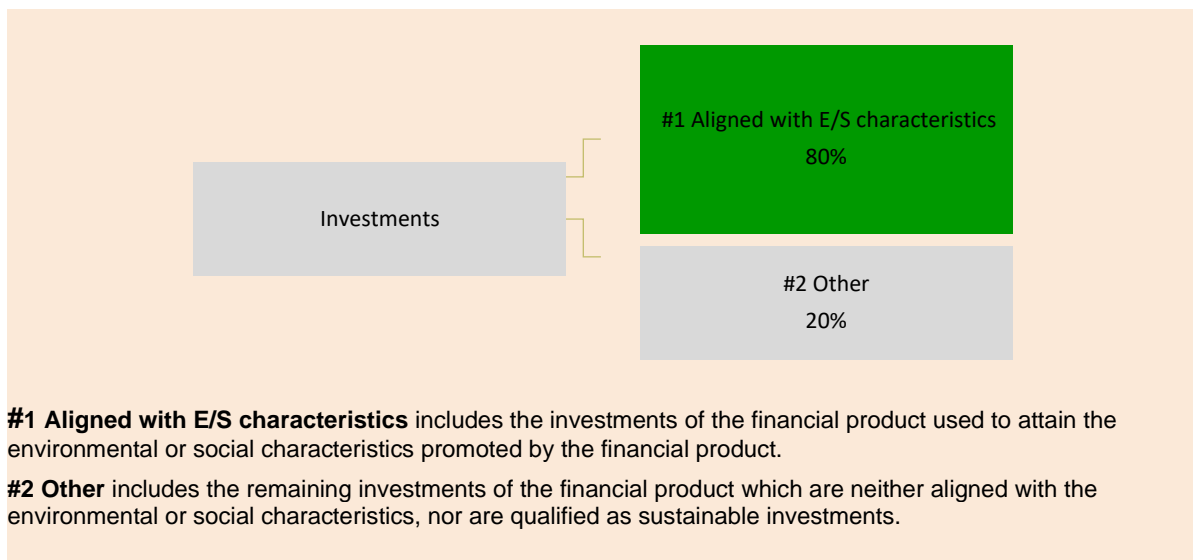 #1 Aligned with E/S characteristics
80%
Investments
#2 Other
20%
#1 Aligned with E/S characteristics includes the investments of the financial product used to attain the
environmental or social characteristics promoted by the financial product.
#2 Other includes the remaining investments of the financial product which are neither aligned with the
environmental or social characteristics, nor are qualified as sustainable investments.